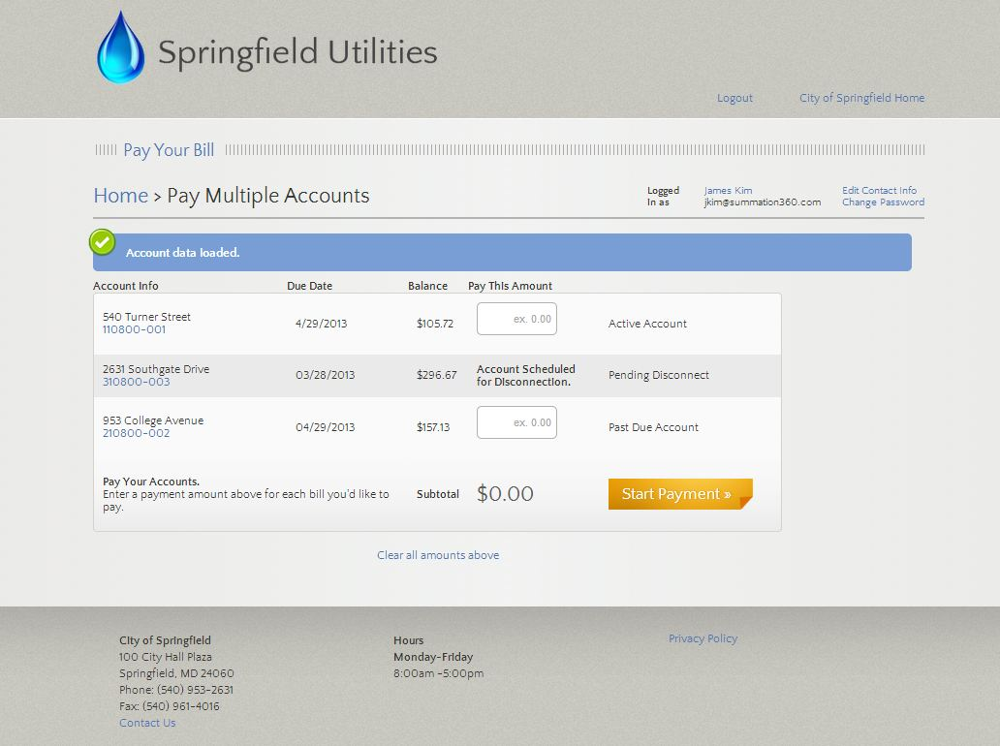 Springfield Utilities
Logout City of Springfield Home
Pay Your Bill
Home > Pay Multiple Accounts
Logged In as
James Kim
jkim@summation360.com
Edit Contact Info
Change Password
Account data loaded.
Account Info Due Date Balance Pay This Amount
540 Turner Street
110800-001
4/29/2013 $105.72 ex. 0.00 Active Account
2631 Southgate Drive
310800-003
03/28/2013 $296.67
Account Scheduled
for Disconnection.
Pending Disconnect
953 College Avenue
210800-002
04/29/2013 $157.13 ex. 0.00 Past Due Account
Pay Your Accounts.
Enter a payment amount above for each bill you'd like to
pay.
Subtotal $0.00 Start Payment »
Clear all amounts above
City of Springfield
100 City Hall Plaza
Springfield, MD 24060
Phone: (540) 953-2631
Fax: (540) 961-4016
Contact Us
Hours
Monday-Friday
8:00am -5:00pm
Privacy Policy